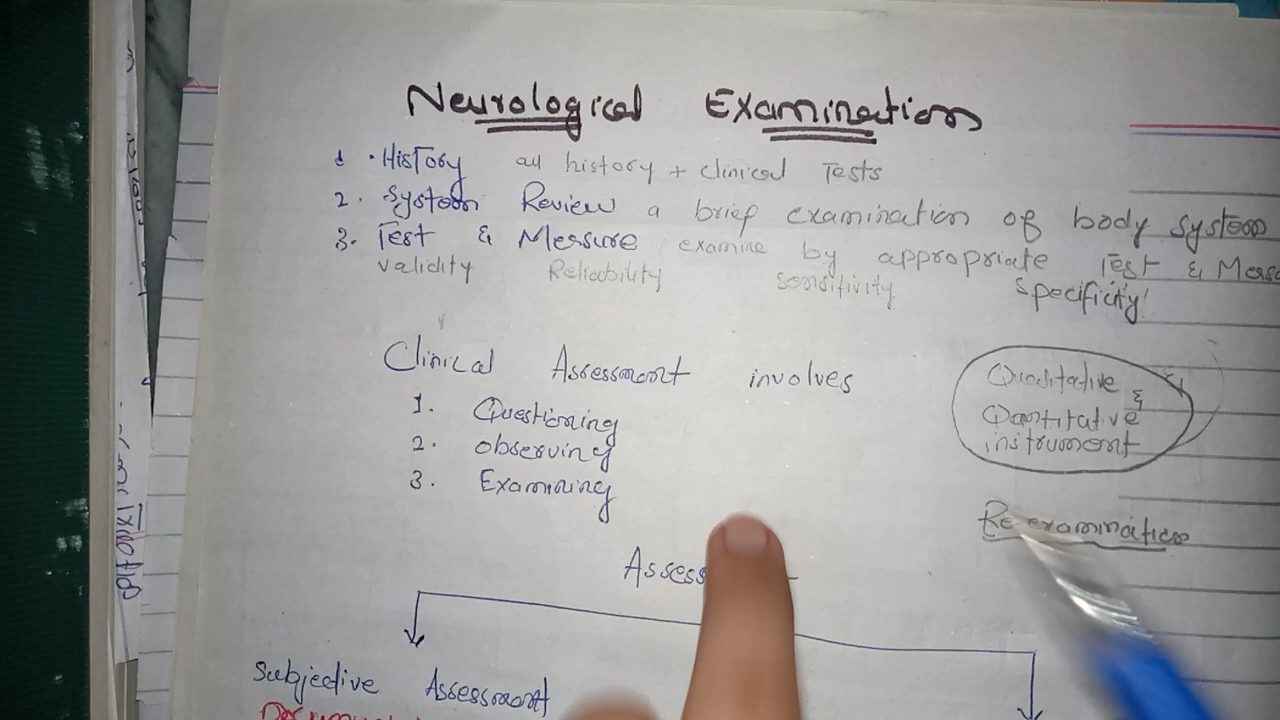 Neurological Examination
1. History all history + clinical Tests
2. System Review a brief examination of body system
3. Test & Mersure examine by appropriate Test & Mers
validity Reliability sensitivity specificity
Clinical Assessment involves
1. Questioning
2. observing
3. Examining
Qualitative &
Quantitative
instrument
Re-examination
Assess
Subjective Assessment